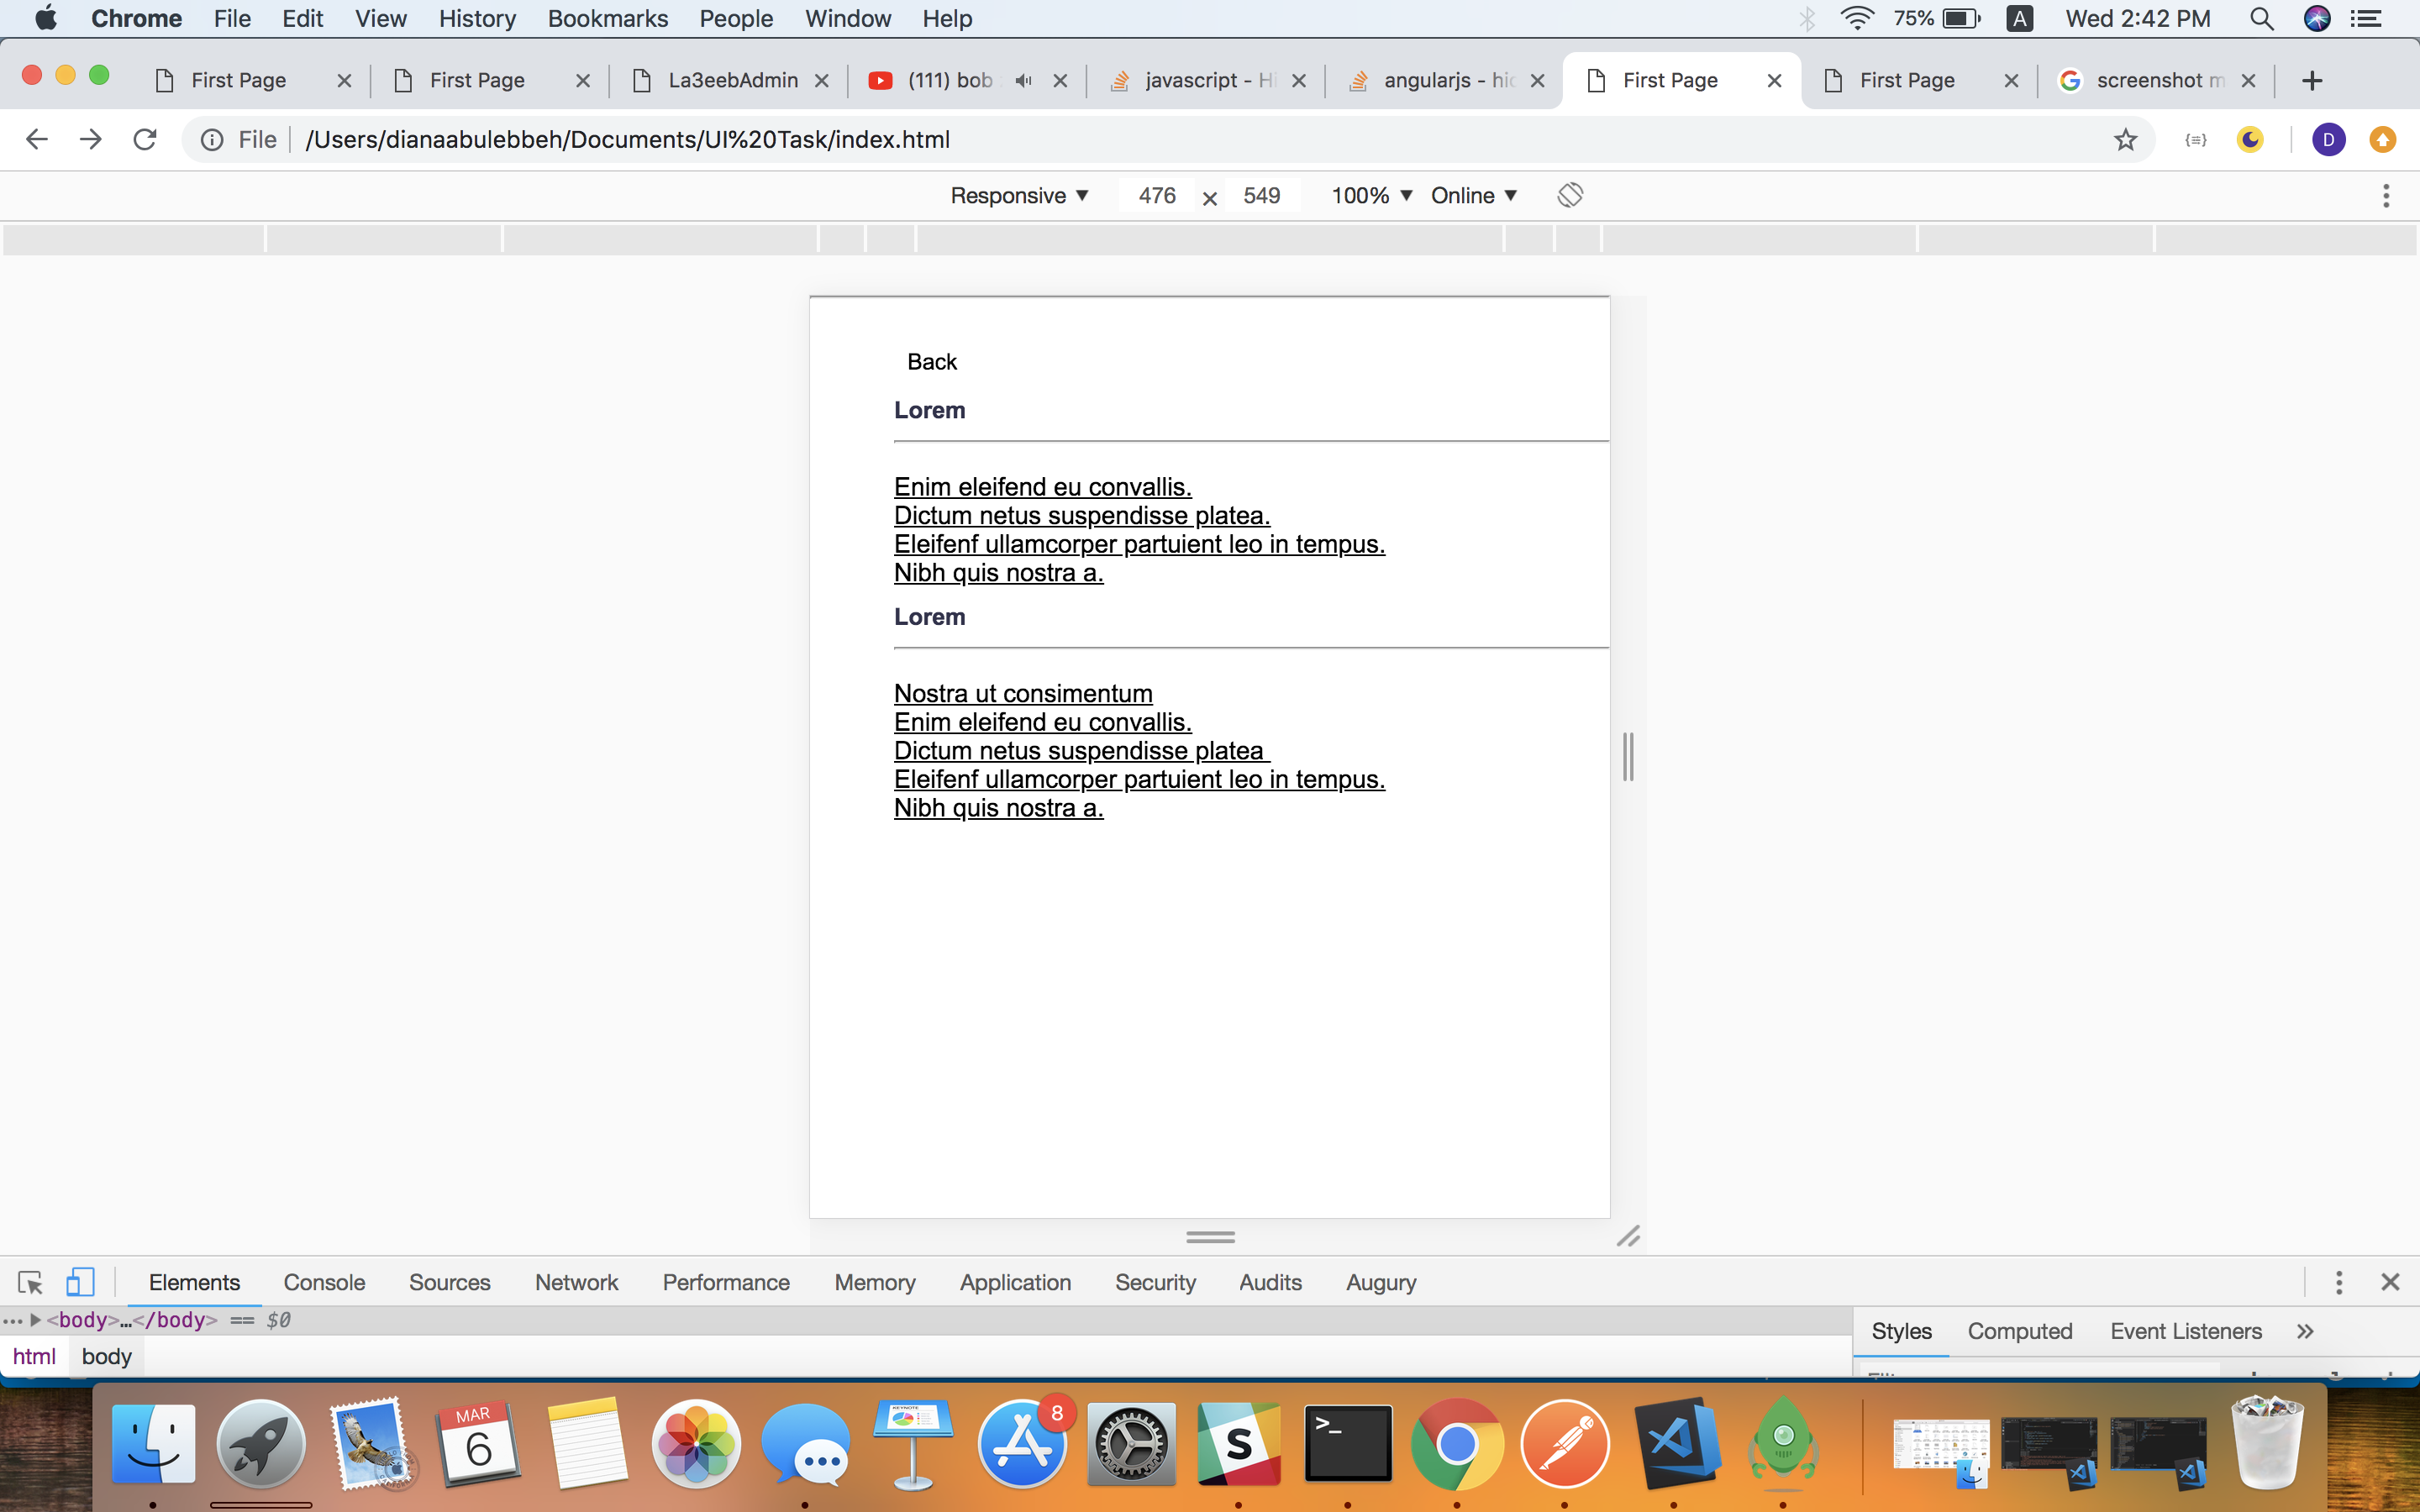 Chrome File Edit View History Bookmarks People Window Help 75% A Wed 2:42 PM
First Page First Page La3eebAdmin (111) bob javascript - Hi angularjs - hid First Page First Page screenshot m
File /Users/dianaabulebbeh/Documents/UI%20Task/index.html {≡} D
Responsive 476 × 549 100% Online
Back
Lorem
Enim eleifend eu convallis.
Dictum netus suspendisse platea.
Eleifenf ullamcorper partuient leo in tempus.
Nibh quis nostra a.
Lorem
Nostra ut consimentum
Enim eleifend eu convallis.
Dictum netus suspendisse platea
Eleifenf ullamcorper partuient leo in tempus.
Nibh quis nostra a.
Elements Console Sources Network Performance Memory Application Security Audits Augury
<body>…</body> == $0
Styles Computed Event Listeners »
html body
MAR
6
KEYNOTE
8
S
>_